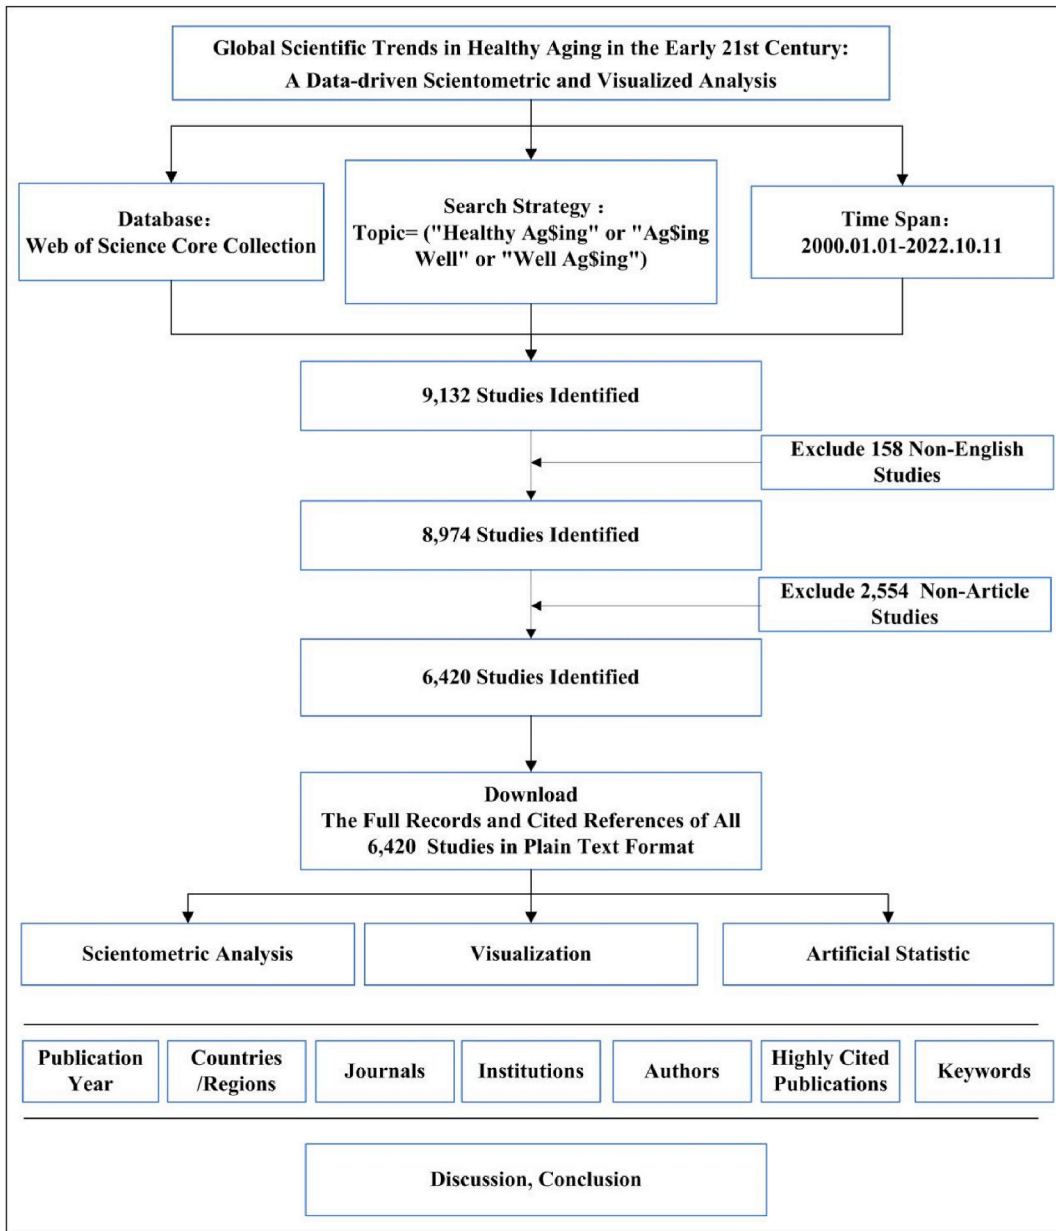 Global Scientific Trends in Healthy Aging in the Early 21st Century:
A Data-driven Scientometric and Visualized Analysis
Database：
Web of Science Core Collection
Search Strategy ：
Topic= ("Healthy Ag$ing" or "Ag$ing
Well" or "Well Ag$ing")
Time Span：
2000.01.01-2022.10.11
9,132 Studies Identified
Exclude 158 Non-English
Studies
8,974 Studies Identified
Exclude 2,554 Non-Article
Studies
6,420 Studies Identified
Download
The Full Records and Cited References of All
6,420 Studies in Plain Text Format
Scientometric Analysis
Visualization
Artificial Statistic
Publication
Year
Countries
/Regions
Journals
Institutions
Authors
Highly Cited
Publications
Keywords
Discussion, Conclusion